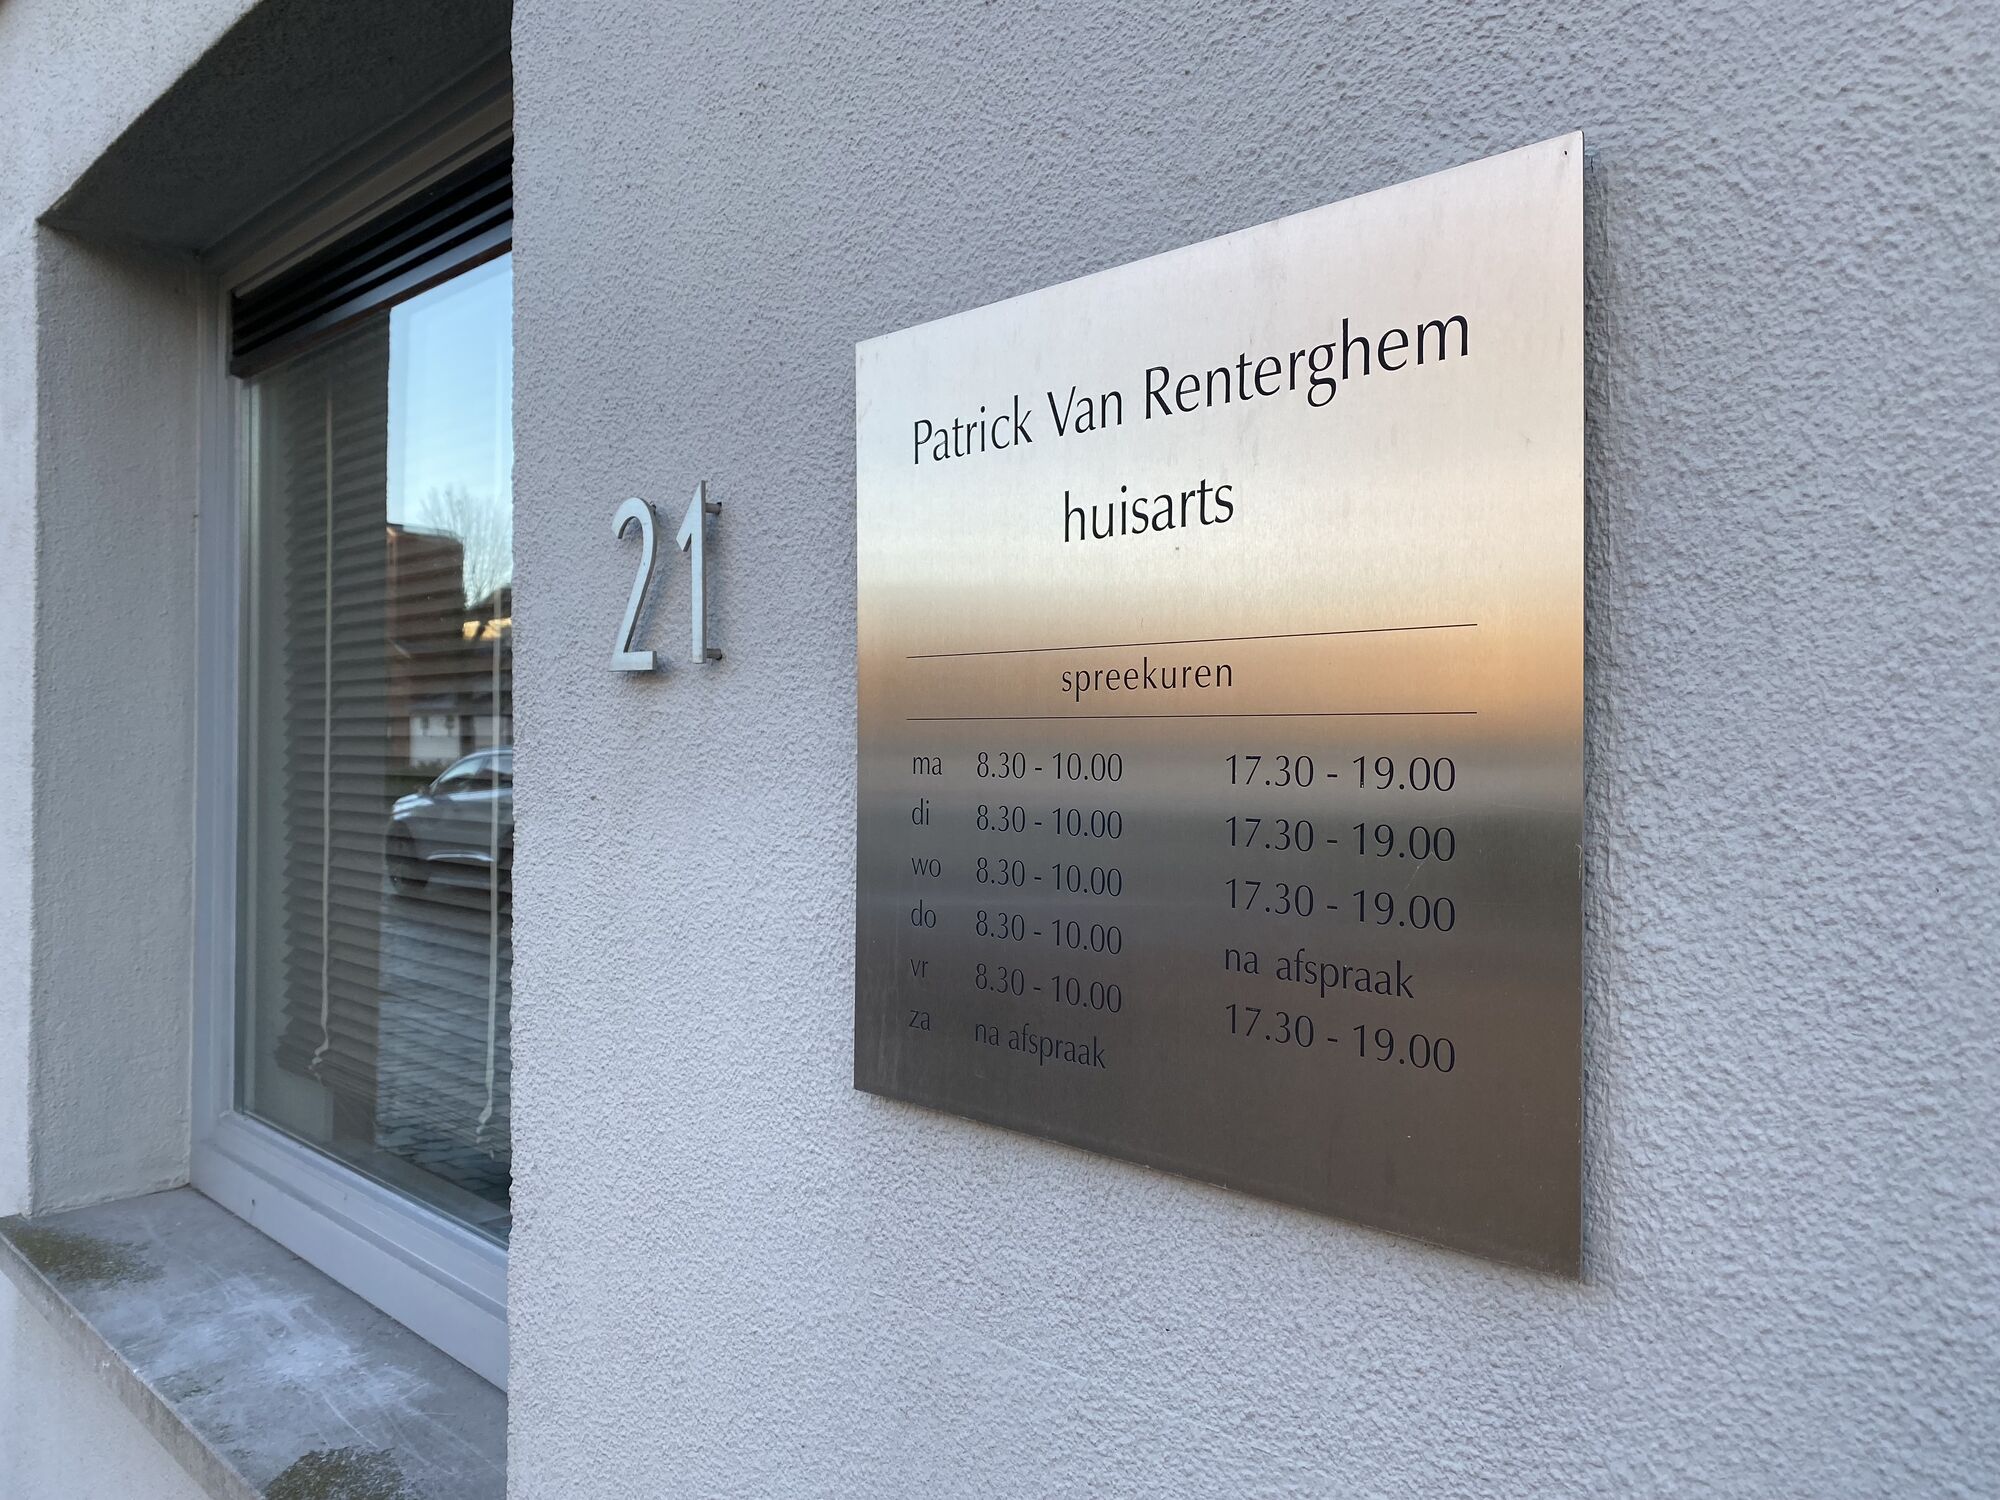 21
Patrick Van Renterghem
huisarts
spreekuren
ma 8.30 - 10.00 17.30 - 19.00
di 8.30 - 10.00 17.30 - 19.00
wo 8.30 - 10.00 17.30 - 19.00
do 8.30 - 10.00 na afspraak
vr 8.30 - 10.00 17.30 - 19.00
za na afspraak